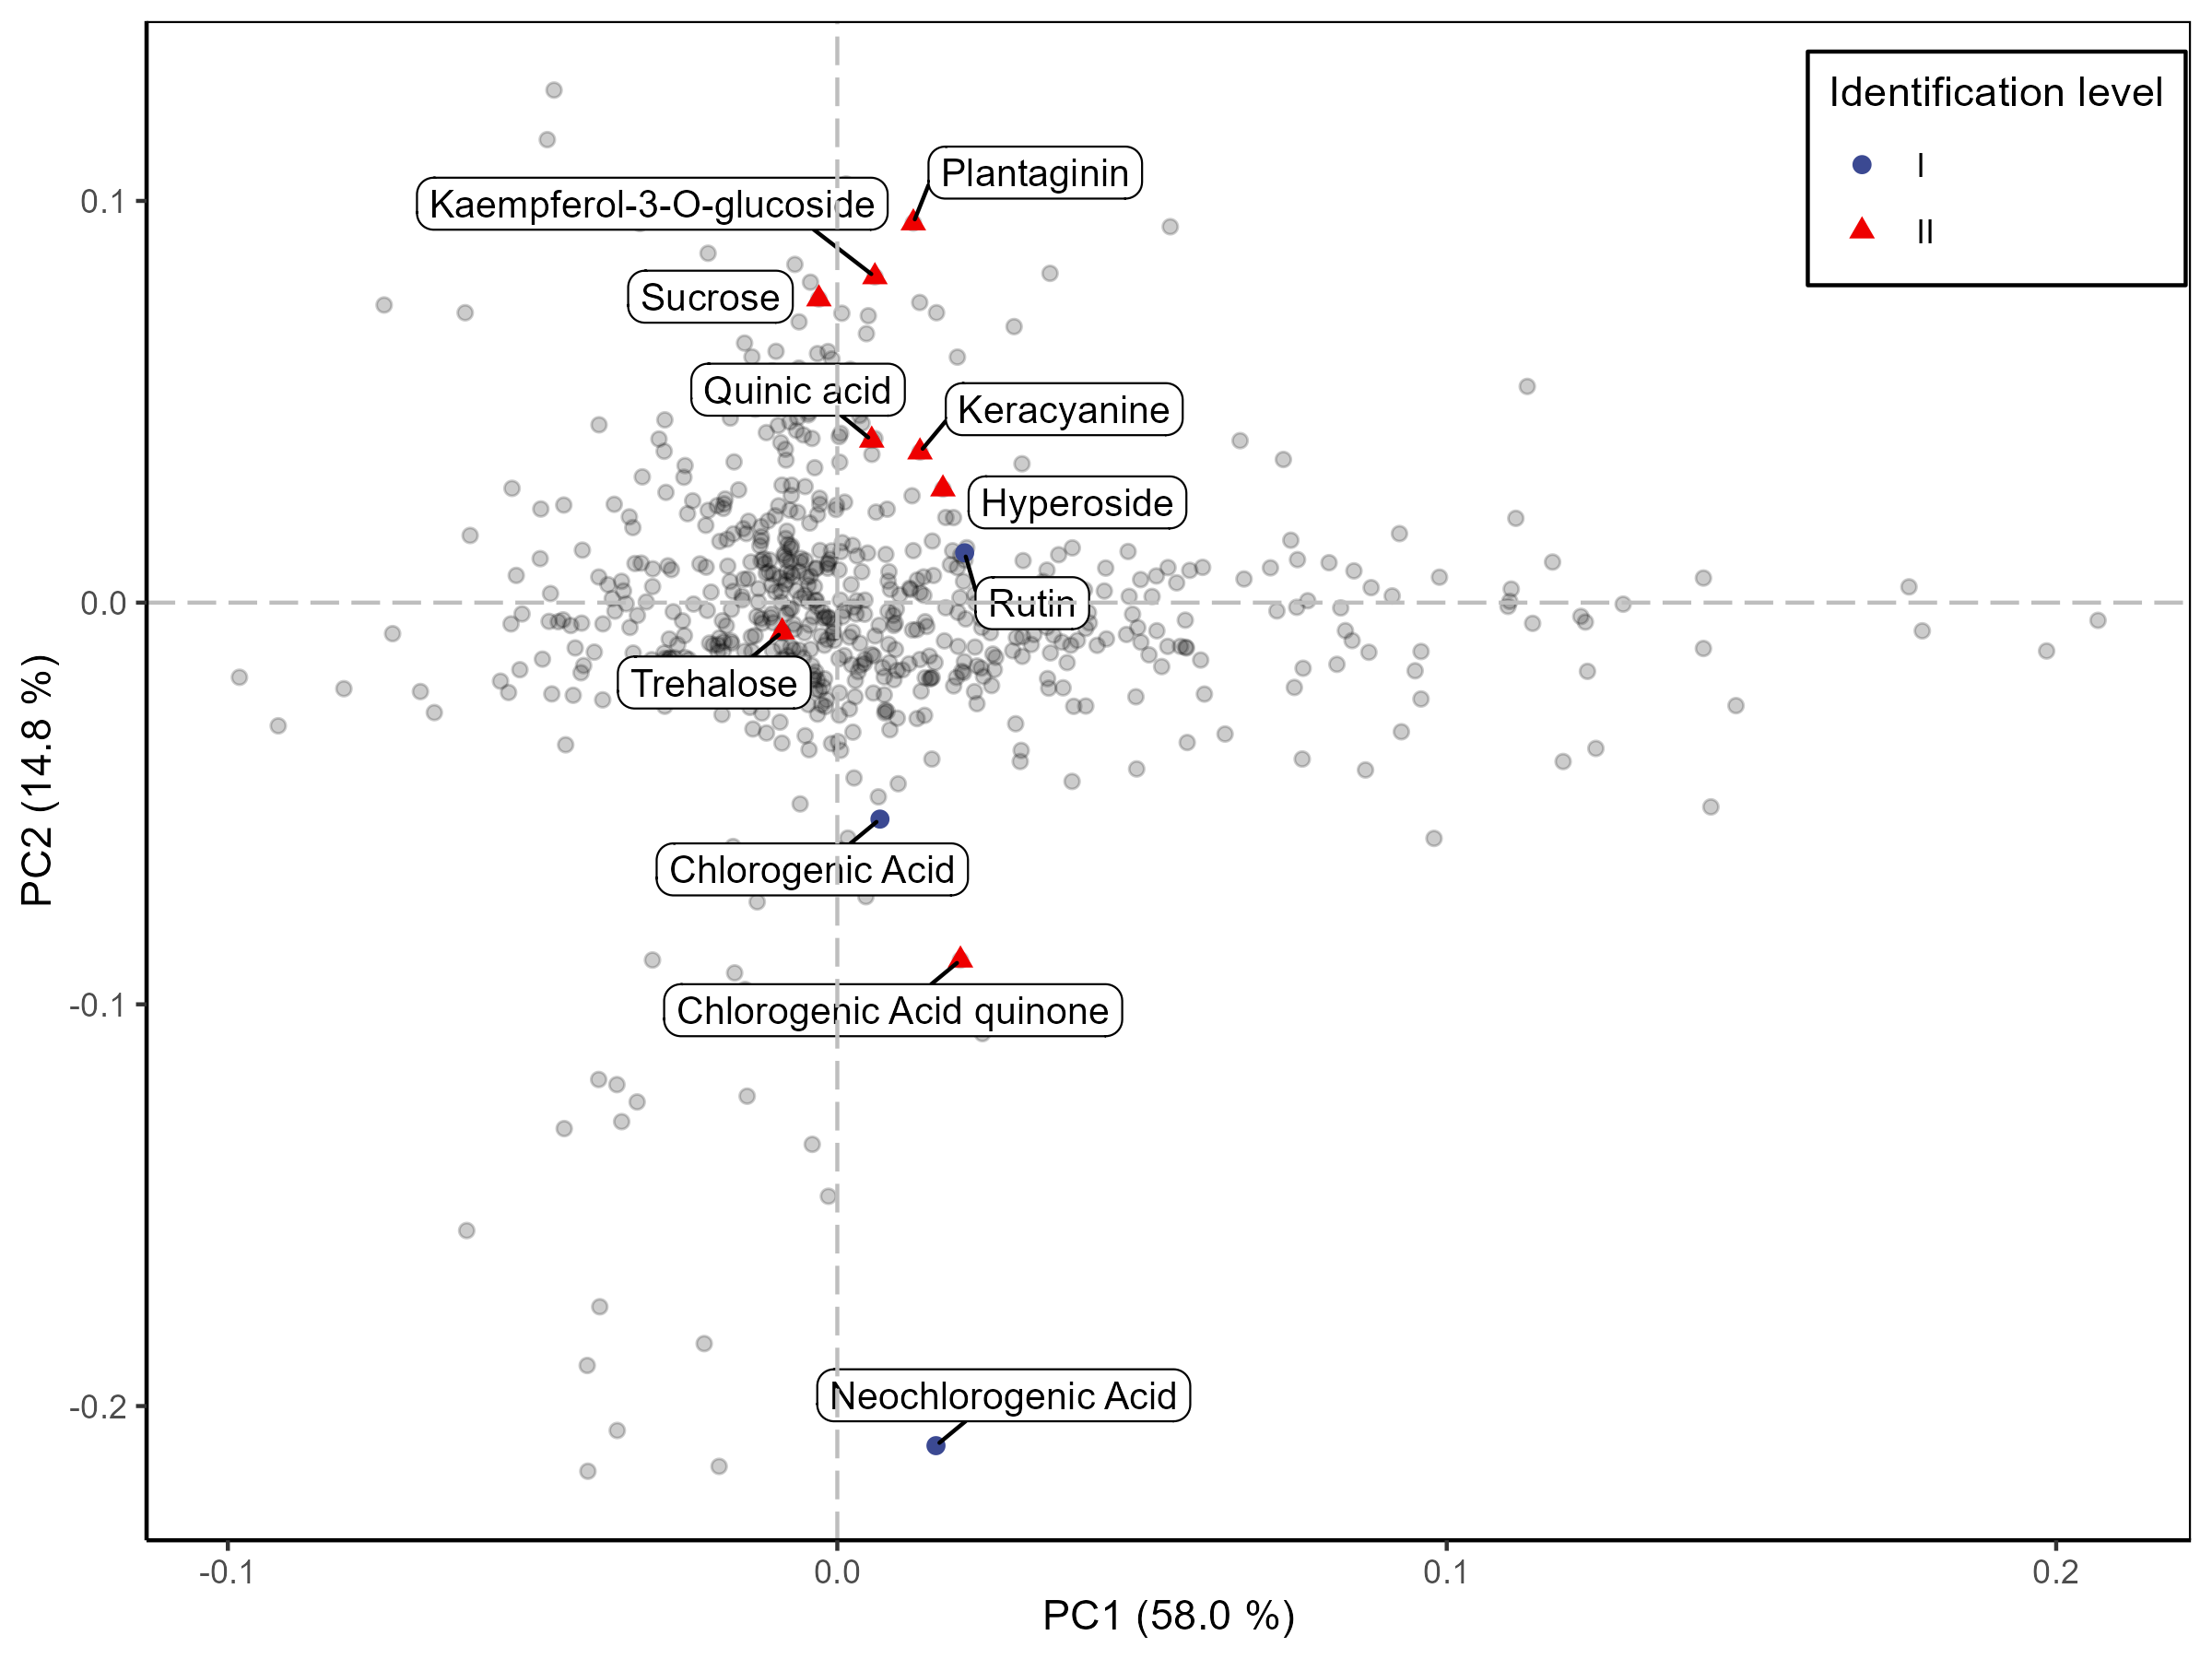 Identification level
I
II
Plantaginin
Kaempferol-3-O-glucoside
Sucrose
Quinic acid
Keracyanine
Hyperoside
Rutin
Trehalose
Chlorogenic Acid
Chlorogenic Acid quinone
Neochlorogenic Acid
0.1
0.0
-0.1
-0.2
PC2 (14.8 %)
-0.1
0.0
0.1
0.2
PC1 (58.0 %)